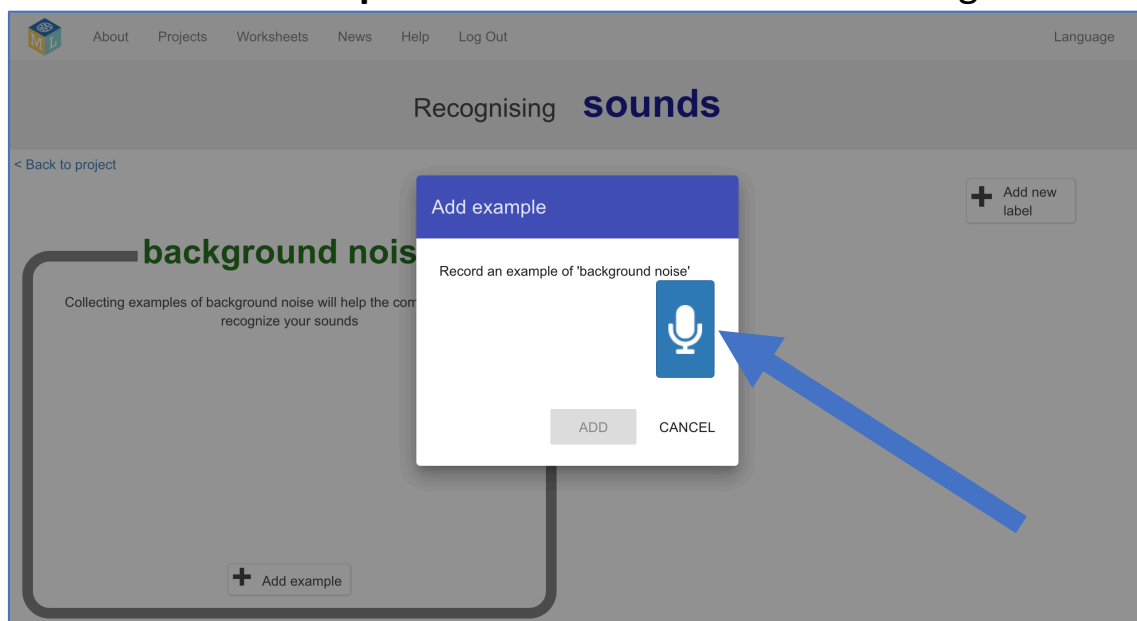 About Projects Worksheets News Help Log Out Language
Recognising sounds
< Back to project
Add new
label
Add example
background nois
Record an example of 'background noise'
Collecting examples of background noise will help the com
recognize your sounds
ADD CANCEL
Add example